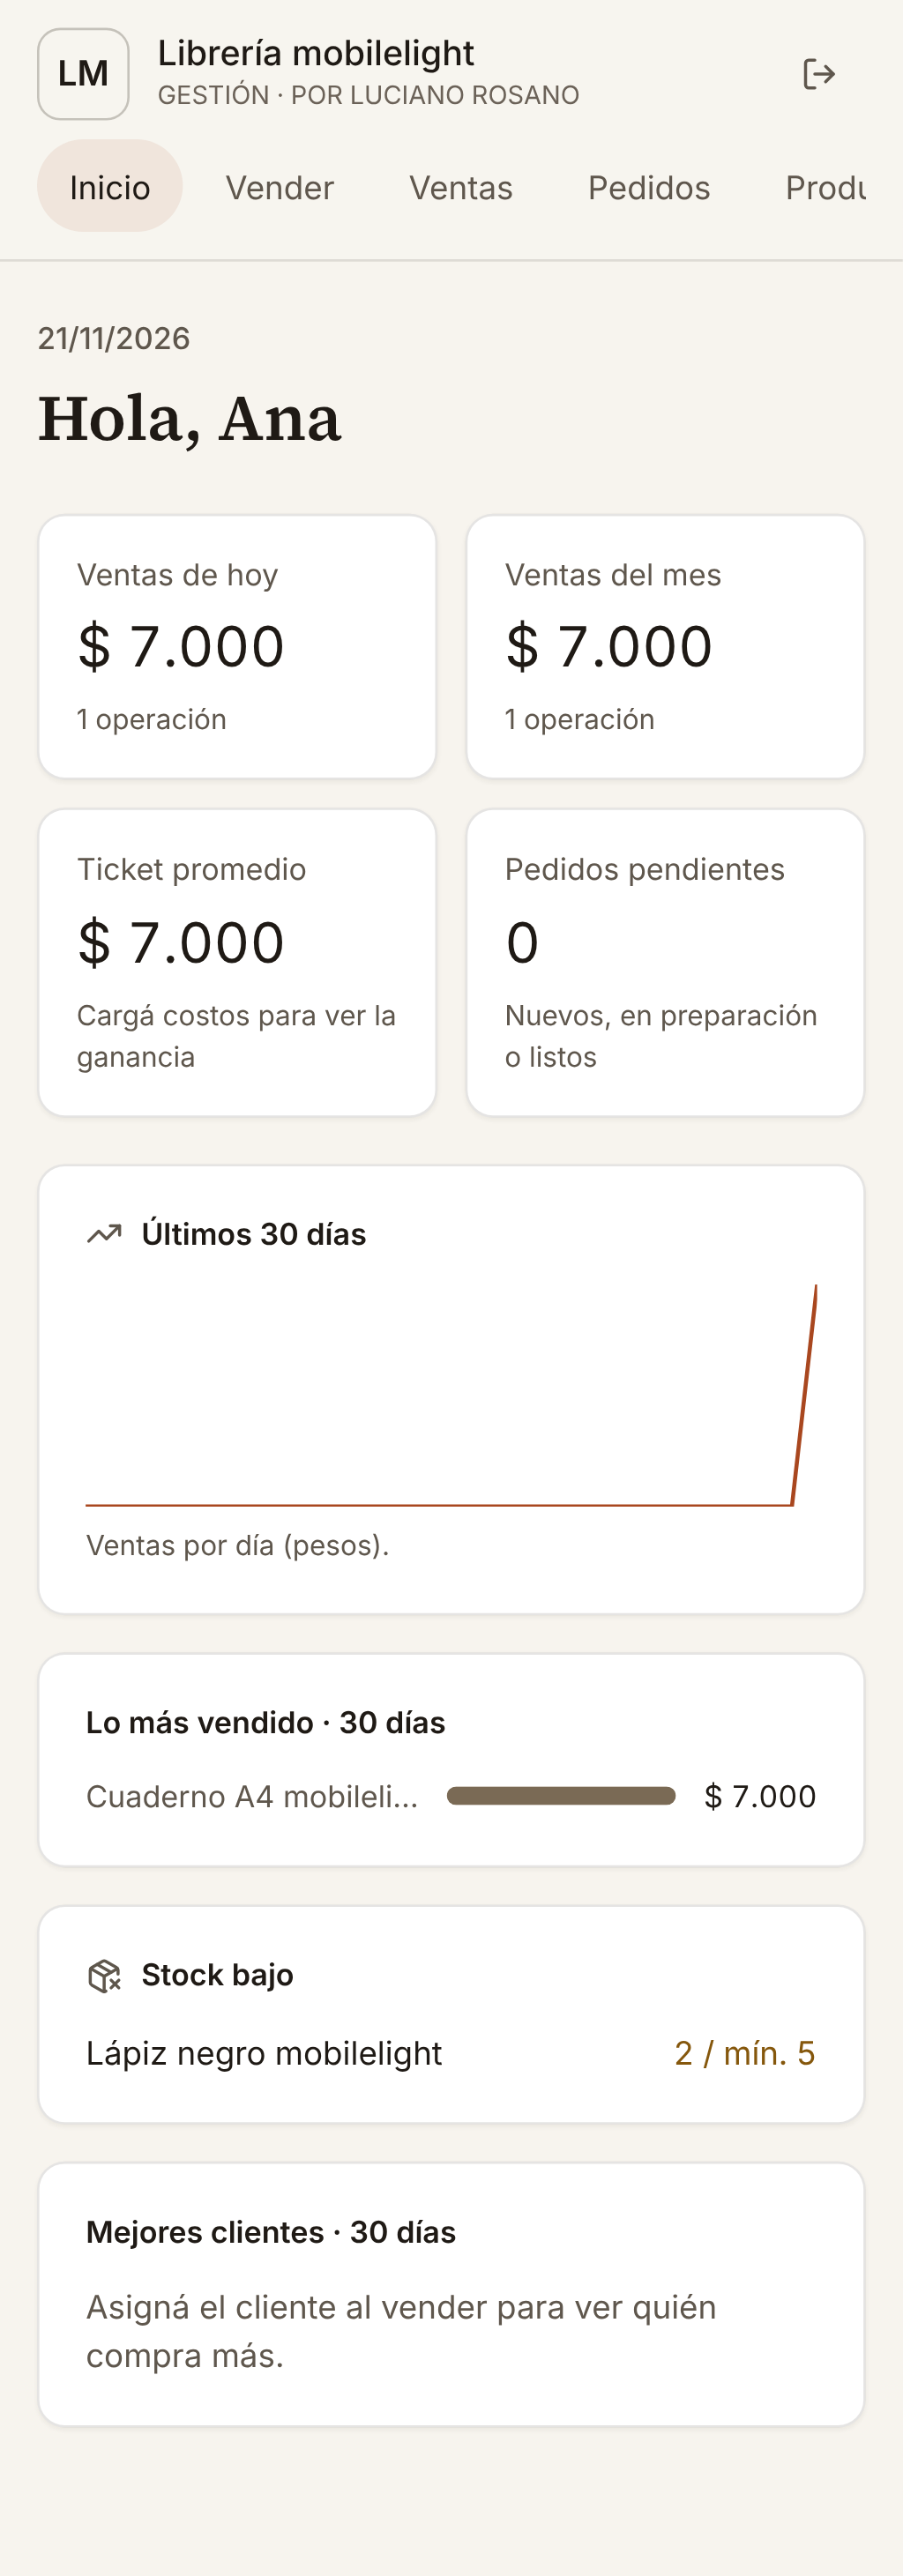 LM
Librería mobilelight
GESTIÓN · POR LUCIANO ROSANO
Inicio
Vender
Ventas
Pedidos
Produ
21/11/2026
Hola, Ana
Ventas de hoy
$ 7.000
1 operación
Ventas del mes
$ 7.000
1 operación
Ticket promedio
$ 7.000
Cargá costos para ver la
ganancia
Pedidos pendientes
0
Nuevos, en preparación
o listos
Últimos 30 días
Ventas por día (pesos).
Lo más vendido · 30 días
Cuaderno A4 mobileli... $ 7.000
Stock bajo
Lápiz negro mobilelight 2 / mín. 5
Mejores clientes · 30 días
Asigná el cliente al vender para ver quién
compra más.